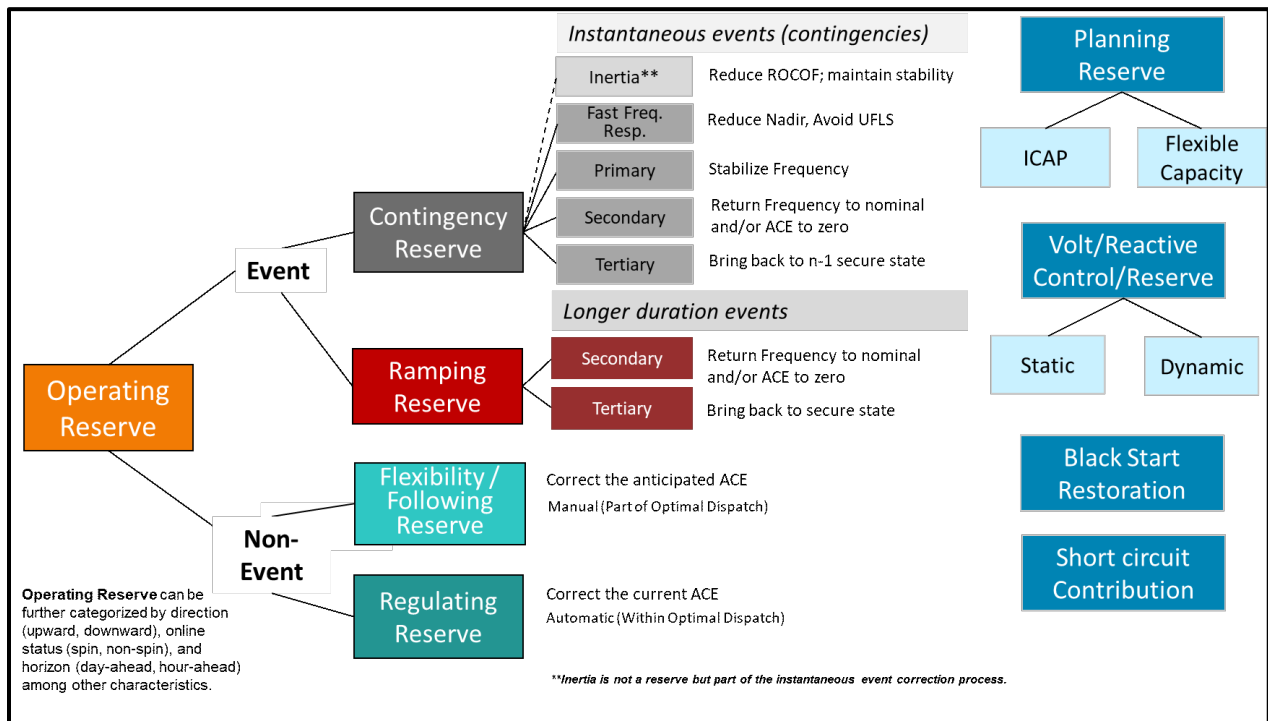 Instantaneous events (contingencies)
Inertia**
Reduce ROCOF; maintain stability
Fast Freq.
Resp.
Reduce Nadir, Avoid UFLS
Primary
Stabilize Frequency
Secondary
Return Frequency to nominal
and/or ACE to zero
Tertiary
Bring back to n-1 secure state
Contingency
Reserve
Event
Longer duration events
Secondary
Return Frequency to nominal
and/or ACE to zero
Tertiary
Bring back to secure state
Ramping
Reserve
Operating
Reserve
Flexibility /
Following
Reserve
Correct the anticipated ACE
Manual (Part of Optimal Dispatch)
Non-
Event
Regulating
Reserve
Correct the current ACE
Automatic (Within Optimal Dispatch)
Operating Reserve can be
further categorized by direction
(upward, downward), online
status (spin, non-spin), and
horizon (day-ahead, hour-ahead)
among other characteristics.
**Inertia is not a reserve but part of the instantaneous event correction process.
Planning
Reserve
ICAP
Flexible
Capacity
Volt/Reactive
Control/Reserve
Static
Dynamic
Black Start
Restoration
Short circuit
Contribution